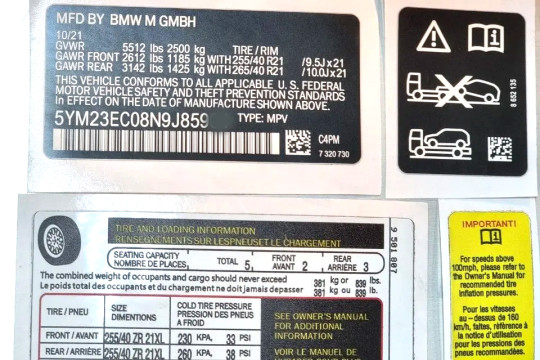 MFD BY BMW M GMBH
10/21
GVWR 5512 lbs 2500 kg TIRE / RIM
GAWR FRONT 2612 lbs 1185 kg WITH 255/40 R21 /9.5J x 21
GAWR REAR 3142 lbs 1425 kg WITH 265/40 R21 /10.0J x 21
THIS VEHICLE CONFORMS TO ALL APPLICABLE U.S. FEDERAL
MOTOR VEHICLE SAFETY AND THEFT PREVENTION STANDARDS
In EFFECT ON THE DATE OF MANUFACTURE SHOWN ABOVE.
5YM23EC08N9J859 TYPE: MPV
C4PM
7 320 730
8 652 135
TIRE AND LOADING INFORMATION
RENSEIGNEMENTS SUR LESPNEUSET LE CHARGEMENT
SEATING CAPACITY
NOMBRE DE PLACES, TOTAL 5, FRONT AVANT 2 REAR ARRIÈRE 3
The combined weight of occupants and cargo should never exceed 381 kg or 839 lbs.
Le poids total des occupants et du chargement ne doit jamais depasser 381 kg ou 839 lb.
9 501 887
TIRE / PNEU SIZE DIMENTIONS COLD TIRE PRESSURE PRESSION DES PNEUS A FROID
FRONT / AVANT 255/40 ZR 21XL 230 KPA, 33 PSI
REAR / ARRIÈRE 255/40 ZR 21XL 260 KPA, 38 PSI
SEE OWNER'S MANUAL
FOR ADDITIONAL
INFORMATION
VOIR LE MANUEL DE
IMPORTANT!
For speeds above
100mph, please refer to
the Owner's Manual for
recommended tire
inflation pressures.
Pour les vitesses
au – dessus de 160
km/h, faites, référence à
la notice d'utilisation
pour les pressions de
pneus recommandées.